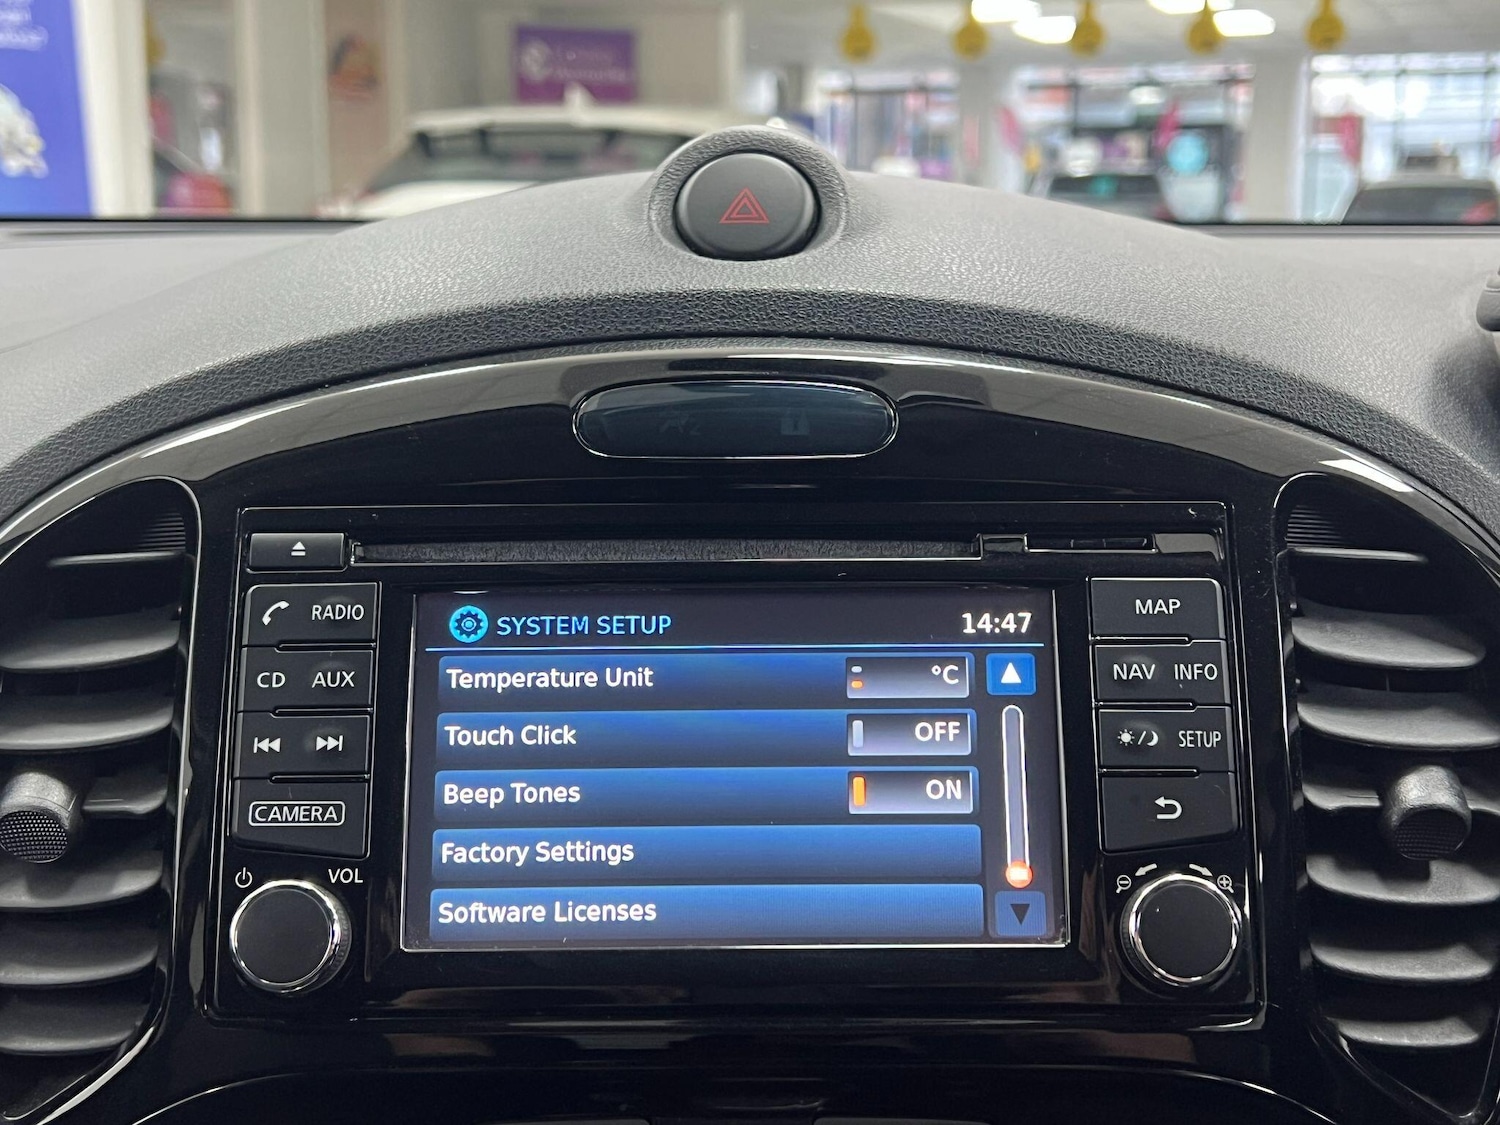 RADIO
CD AUX
CAMERA
VOL
SYSTEM SETUP 14:47
Temperature Unit °C
Touch Click OFF
Beep Tones ON
Factory Settings
Software Licenses
MAP
NAV INFO
SETUP